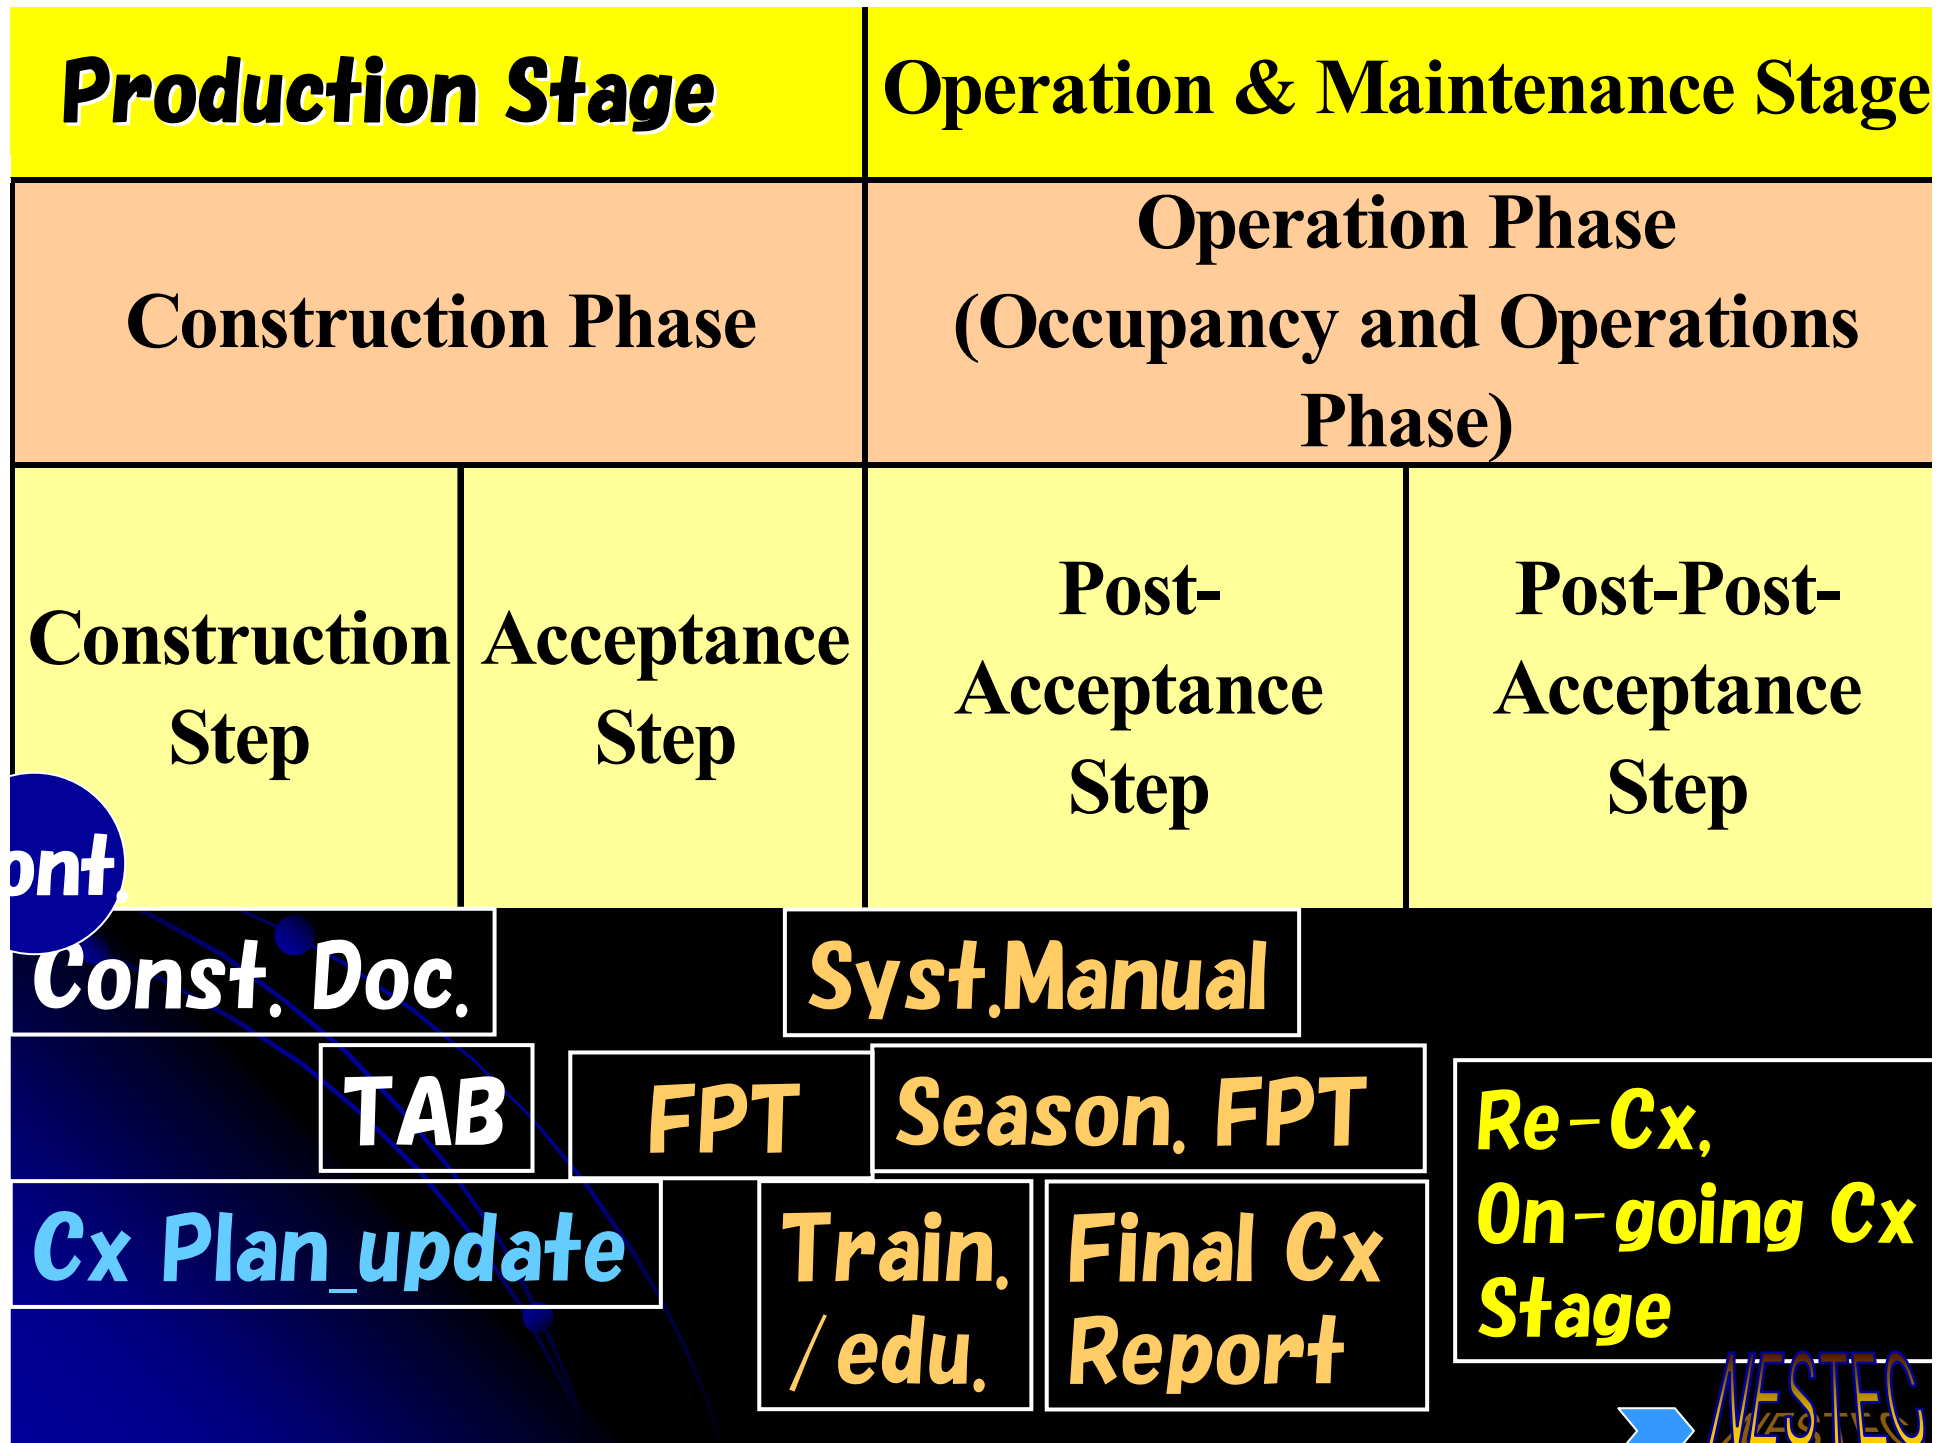 Production Stage
Operation & Maintenance Stage
Construction Phase
Operation Phase
(Occupancy and Operations
Phase)
Construction
Step
Acceptance
Step
Post-
Acceptance
Step
Post-Post-
Acceptance
Step
ont.
Const. Doc.
Syst.Manual
TAB
FPT
Season. FPT
Re-Cx,
On-going Cx
Stage
Cx Plan_update
Train.
/edu.
Final Cx
Report
NESTEC